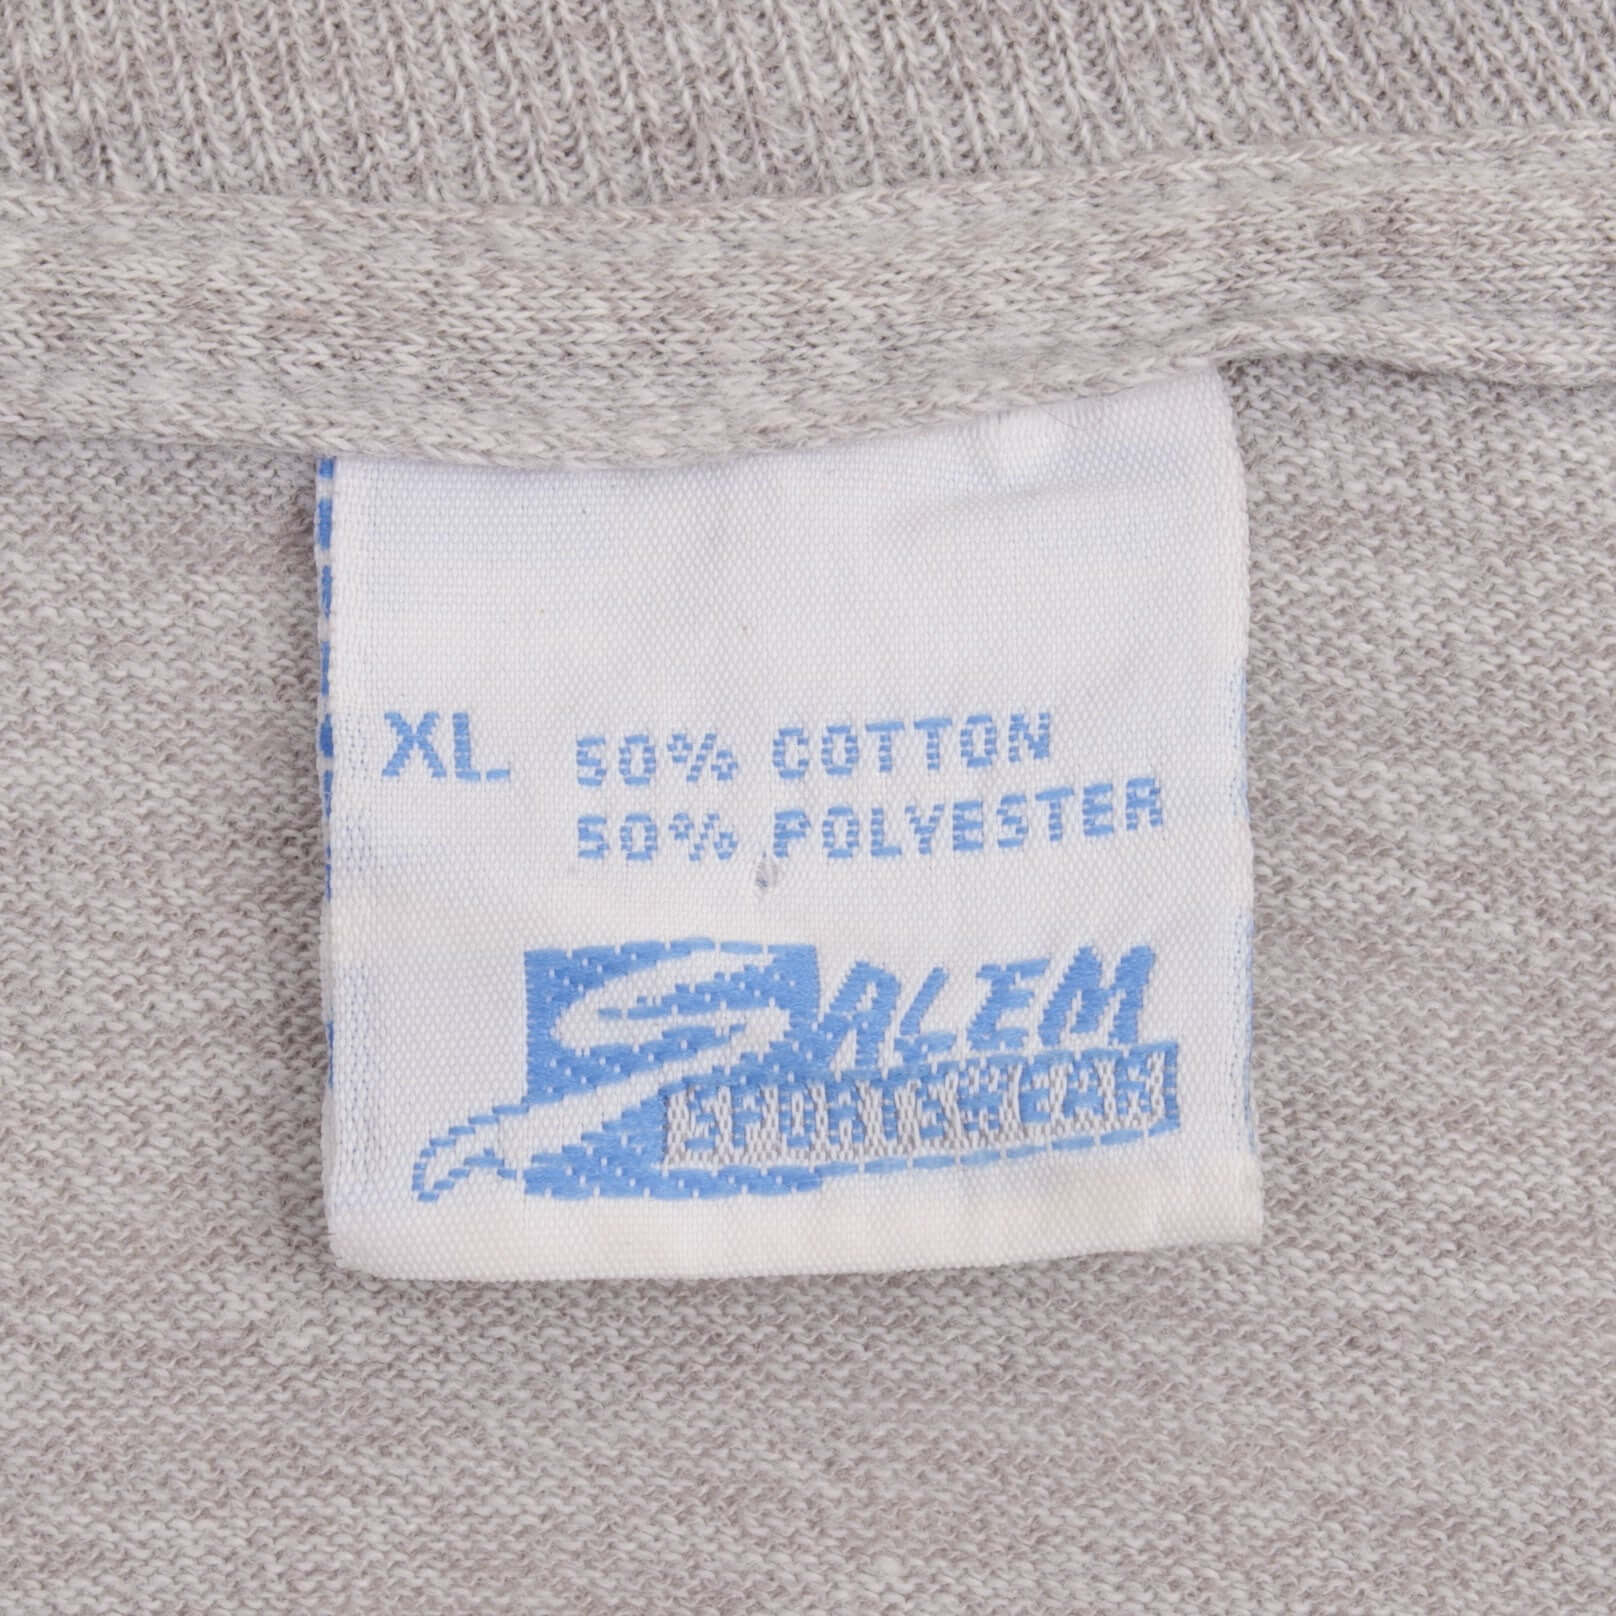 XL 50% COTTON
50% POLYESTER
SALEM
SPORTSWEAR